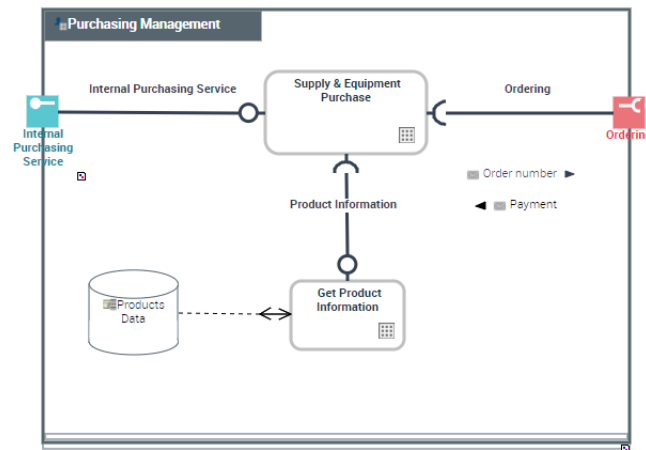 Purchasing Management
Internal Purchasing Service
Supply & Equipment
Purchase
Ordering
Internal
Purchasing
Service
Orderin
Order number
Product Information
Payment
Get Product
Information
Products
Data